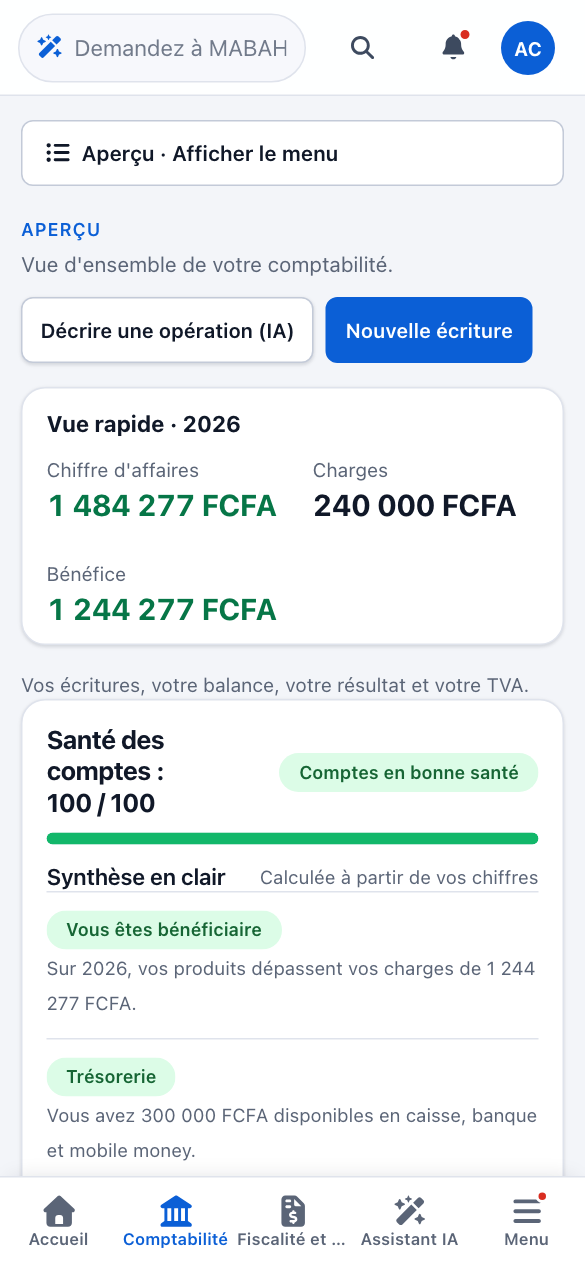 Demandez à MABAH
AC
Aperçu · Afficher le menu
APERÇU
Vue d'ensemble de votre comptabilité.
Décrire une opération (IA)
Nouvelle écriture
Vue rapide · 2026
Chiffre d'affaires
Charges
1 484 277 FCFA
240 000 FCFA
Bénéfice
1 244 277 FCFA
Vos écritures, votre balance, votre résultat et votre TVA.
Santé des
comptes :
100 / 100
Comptes en bonne santé
Synthèse en clair
Calculée à partir de vos chiffres
Vous êtes bénéficiaire
Sur 2026, vos produits dépassent vos charges de 1 244
277 FCFA.
Trésorerie
Vous avez 300 000 FCFA disponibles en caisse, banque
et mobile money.
Accueil
Comptabilité
Fiscalité et ...
Assistant IA
Menu